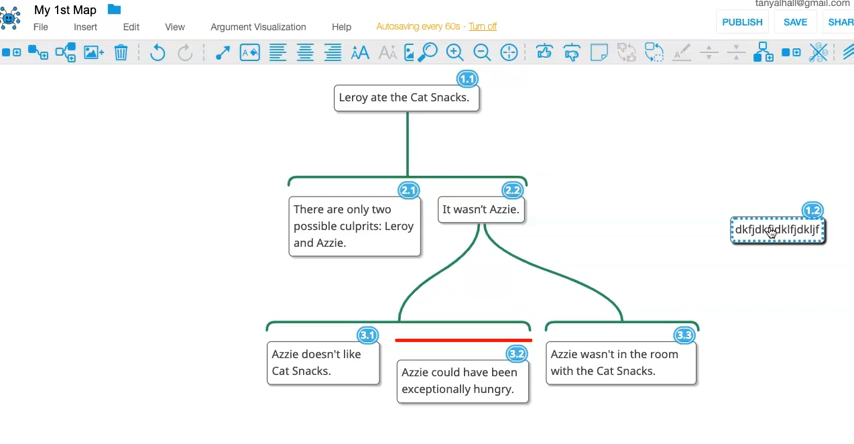 tanyalhall@gmail.com
My 1st Map
File Insert Edit View Argument Visualization Help Autosaving every 60s - Turn off
PUBLISH SAVE SHAR
1.1
Leroy ate the Cat Snacks.
2.1
There are only two
possible culprits: Leroy
and Azzie.
2.2
It wasn't Azzie.
1.2
3.1
Azzie doesn't like
Cat Snacks.
3.2
Azzie could have been
exceptionally hungry.
3.3
Azzie wasn't in the room
with the Cat Snacks.